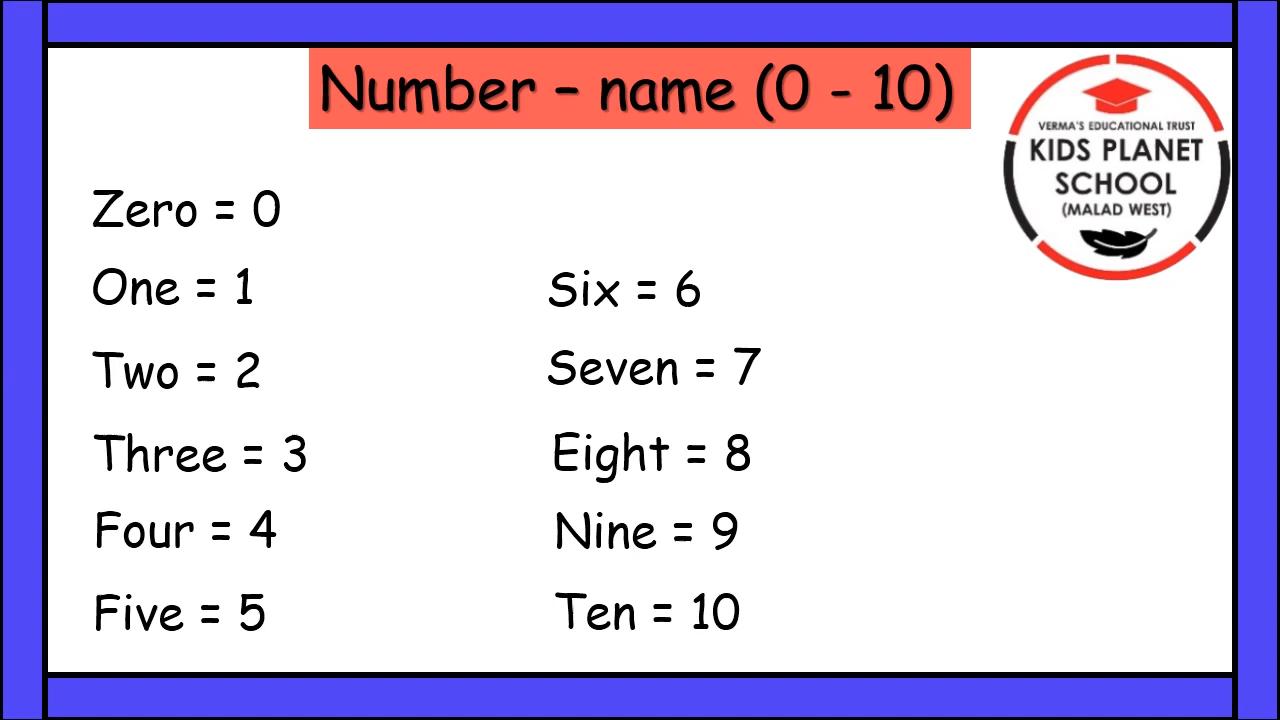 Number – name (0 - 10)
VERMA'S EDUCATIONAL TRUST
KIDS PLANET
SCHOOL
(MALAD WEST)
Zero = 0
One = 1
Two = 2
Three = 3
Four = 4
Five = 5
Six = 6
Seven = 7
Eight = 8
Nine = 9
Ten = 10